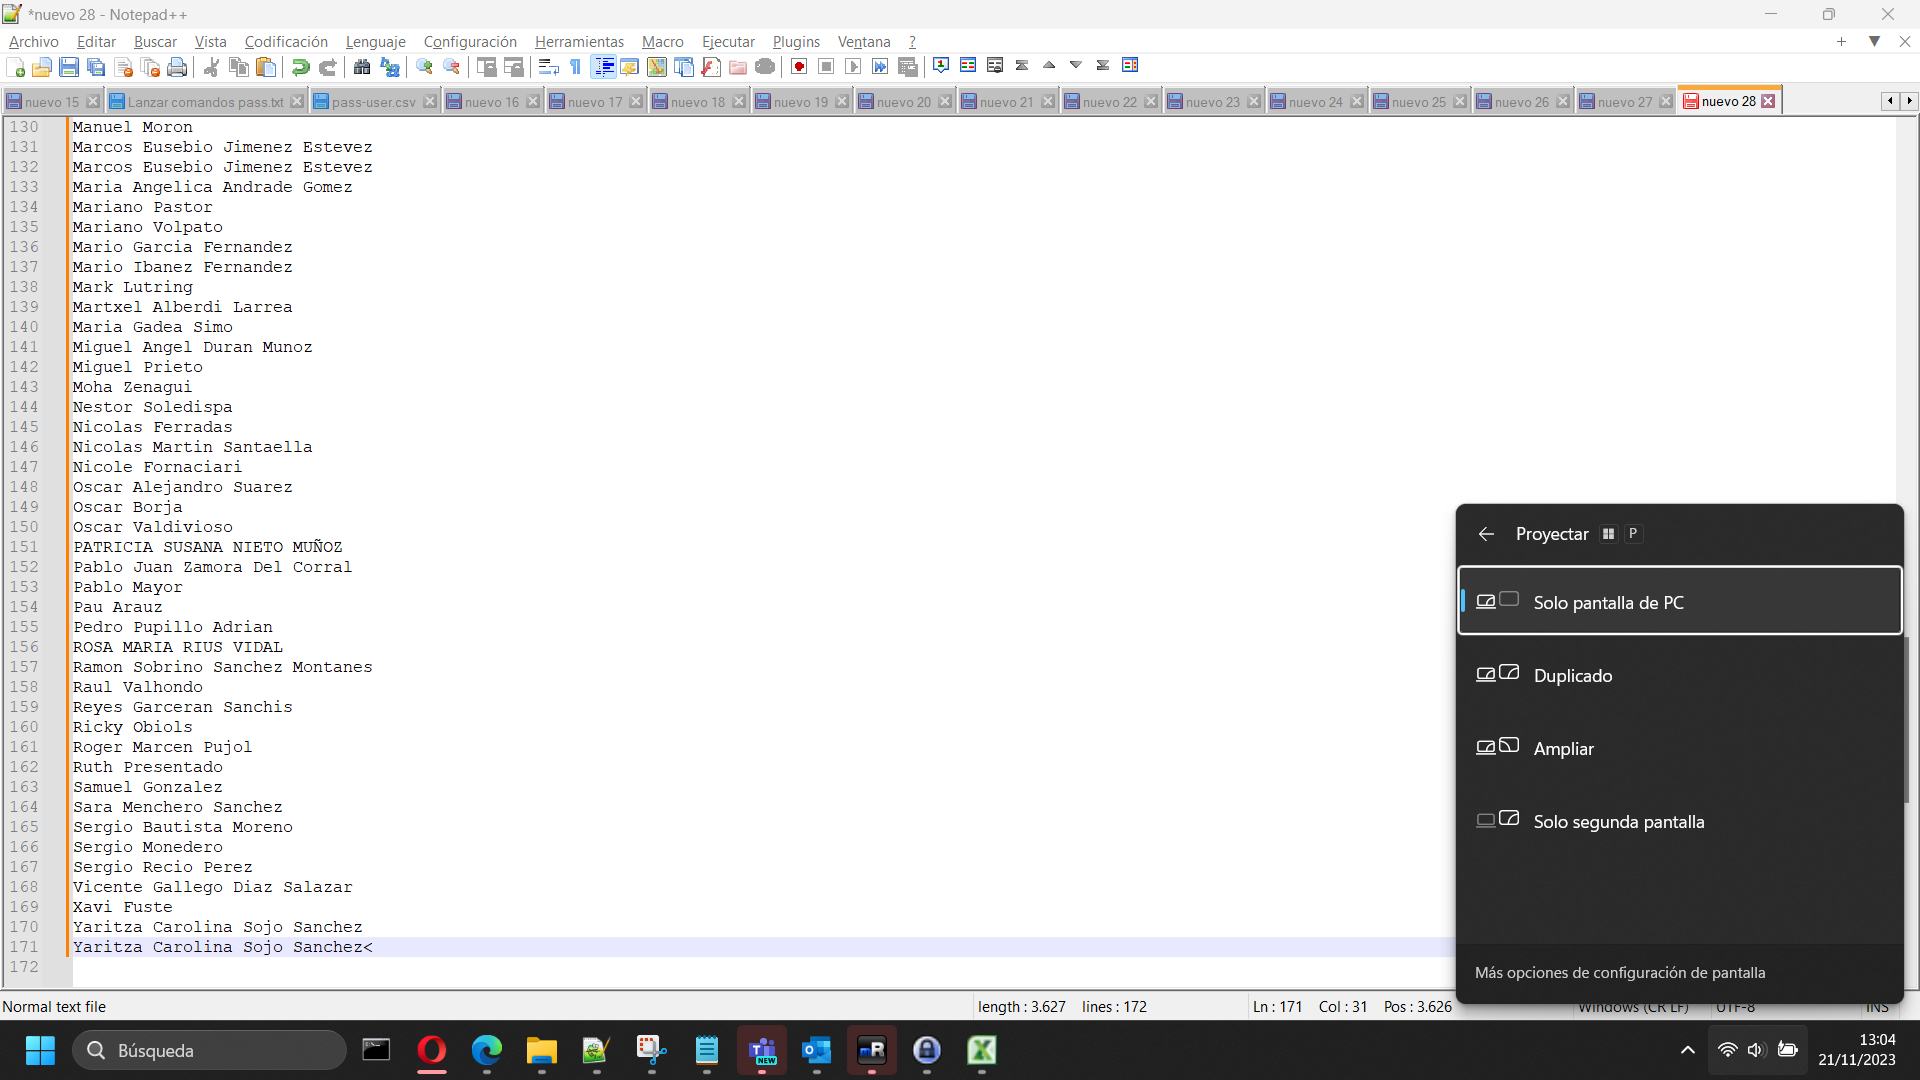 *nuevo 28 - Notepad++
Archivo Editar Buscar Vista Codificación Lenguaje Configuración Herramientas Macro Ejecutar Plugins Ventana ?
nuevo 15 Lanzar comandos pass.txt pass-user.csv nuevo 16 nuevo 17 nuevo 18 nuevo 19 nuevo 20 nuevo 21 nuevo 22 nuevo 23 nuevo 24 nuevo 25 nuevo 26 nuevo 27 nuevo 28
130 Manuel Moron
131 Marcos Eusebio Jimenez Estevez
132 Marcos Eusebio Jimenez Estevez
133 Maria Angelica Andrade Gomez
134 Mariano Pastor
135 Mariano Volpato
136 Mario Garcia Fernandez
137 Mario Ibanez Fernandez
138 Mark Lutring
139 Martxel Alberdi Larrea
140 Maria Gadea Simo
141 Miguel Angel Duran Munoz
142 Miguel Prieto
143 Moha Zenagui
144 Nestor Soledispa
145 Nicolas Ferradas
146 Nicolas Martin Santaella
147 Nicole Fornaciari
148 Oscar Alejandro Suarez
149 Oscar Borja
150 Oscar Valdivioso
151 PATRICIA SUSANA NIETO MUÑOZ
152 Pablo Juan Zamora Del Corral
153 Pablo Mayor
154 Pau Arauz
155 Pedro Pupillo Adrian
156 ROSA MARIA RIUS VIDAL
157 Ramon Sobrino Sanchez Montanes
158 Raul Valhondo
159 Reyes Garceran Sanchis
160 Ricky Obiols
161 Roger Marcen Pujol
162 Ruth Presentado
163 Samuel Gonzalez
164 Sara Menchero Sanchez
165 Sergio Bautista Moreno
166 Sergio Monedero
167 Sergio Recio Perez
168 Vicente Gallego Diaz Salazar
169 Xavi Fuste
170 Yaritza Carolina Sojo Sanchez
171 Yaritza Carolina Sojo Sanchez<
172
Proyectar P
Solo pantalla de PC
Duplicado
Ampliar
Solo segunda pantalla
Más opciones de configuración de pantalla
Normal text file length : 3.627 lines : 172 Ln : 171 Col : 31 Pos : 3.626 Windows (CR LF) UTF-8 INS
Búsqueda
NEW
13:04
21/11/2023